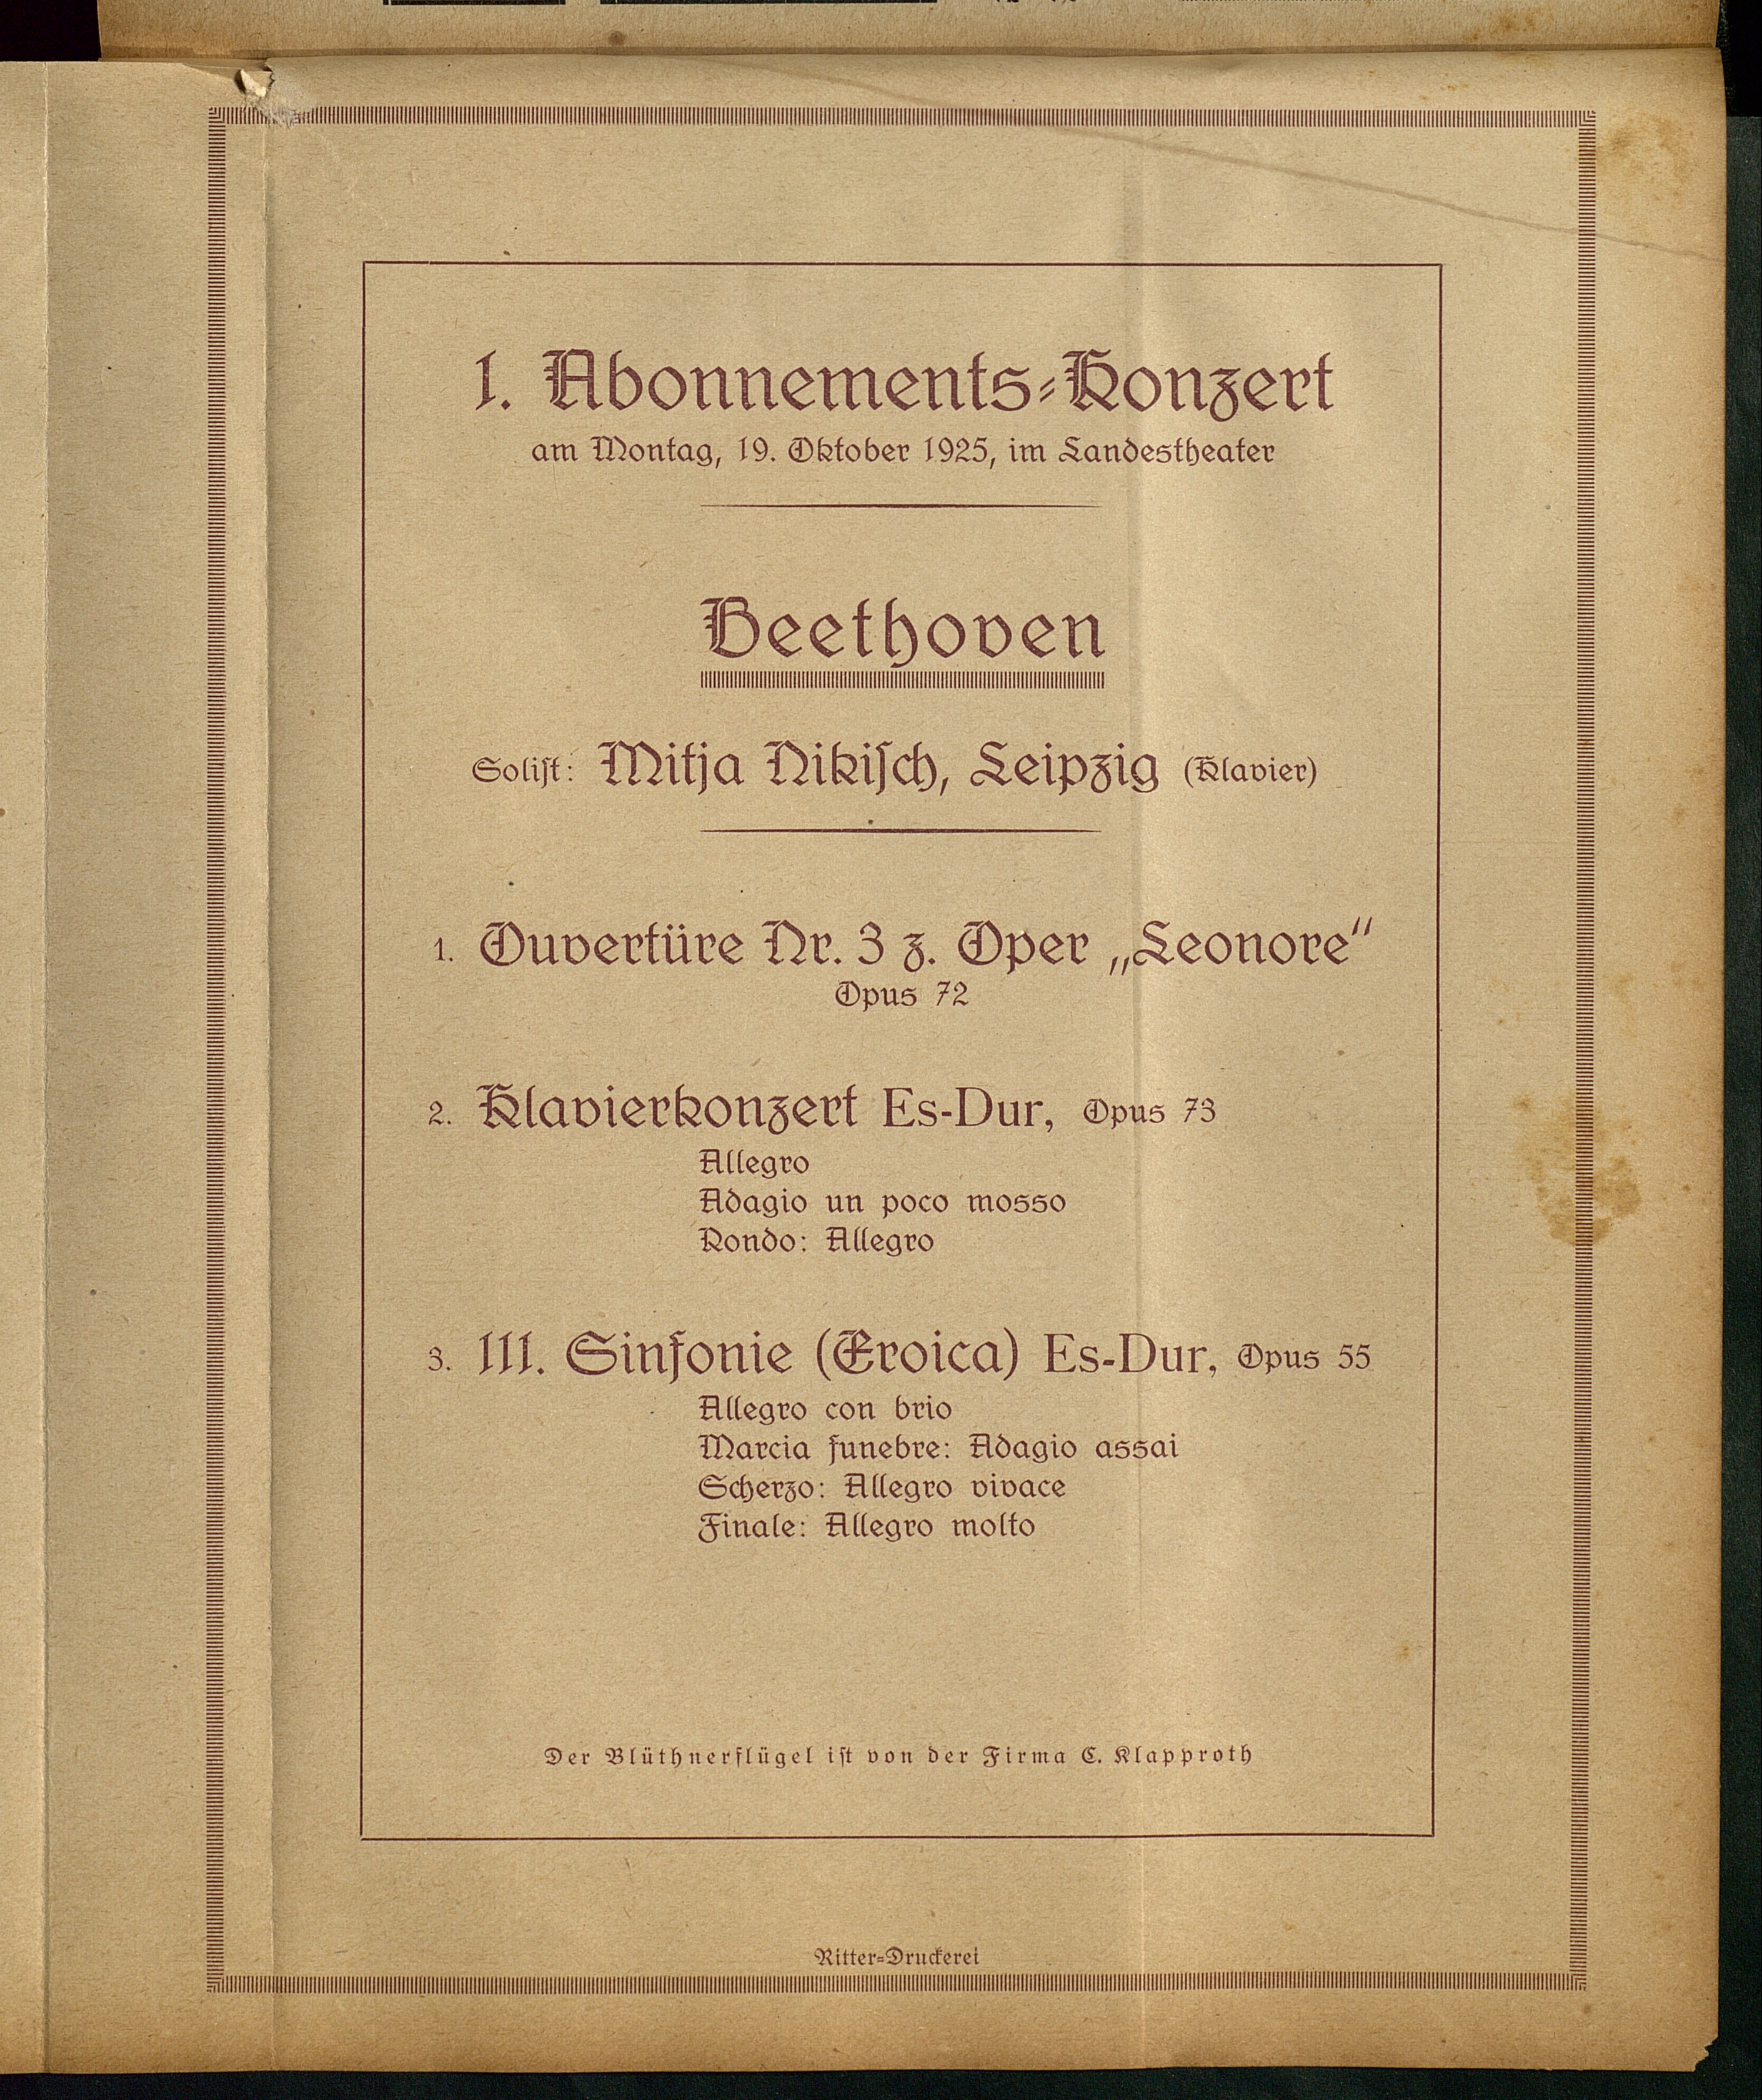 1. Abonnements-Konzert
am Montag, 19. Oktober 1925, im Landestheater
Beethoven
Solist: Mitja Nikisch, Leipzig (Klavier)
1. Ouvertüre Nr. 3 z. Oper „Leonore“
Opus 72
2. Klavierkonzert Es-Dur, Opus 73
Allegro
Adagio un poco mosso
Rondo: Allegro
3. III. Sinfonie (Eroica) Es-Dur, Opus 55
Allegro con brio
Marcia funebre: Adagio assai
Scherzo: Allegro vivace
Finale: Allegro molto
Der Blüthnerflügel ist von der Firma C. Klapproth
Ritter-Druckerei